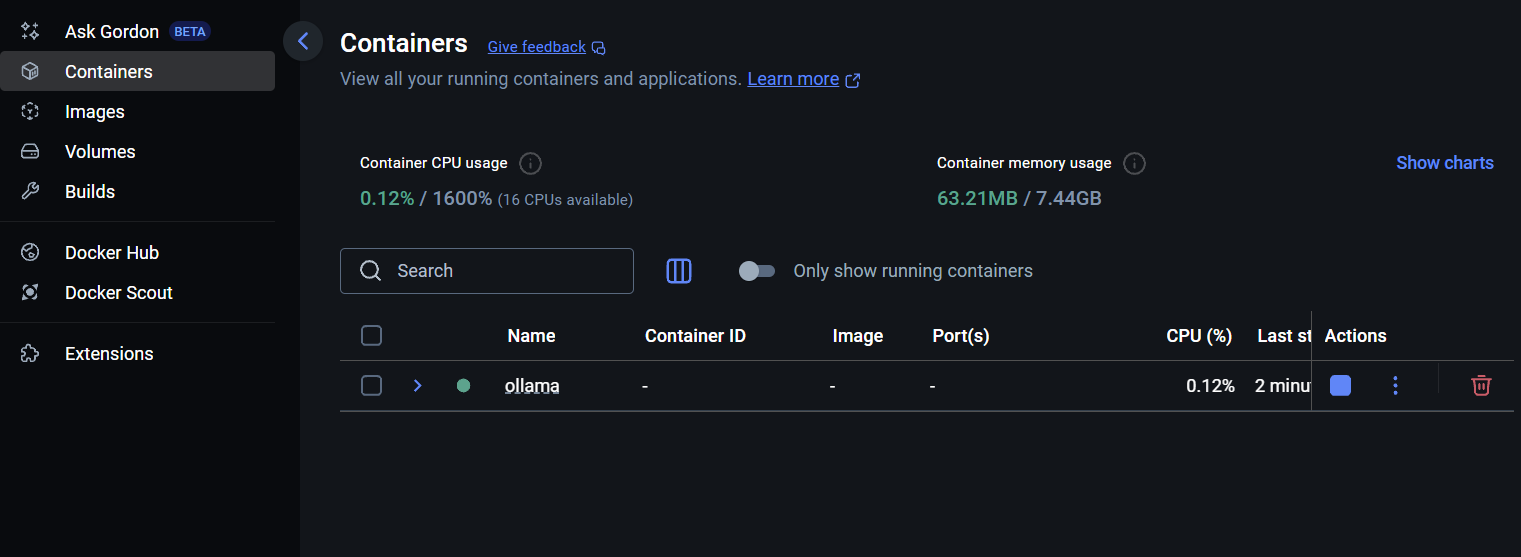 Ask Gordon BETA
Containers
Images
Volumes
Builds
Docker Hub
Docker Scout
Extensions
Containers Give feedback
View all your running containers and applications. Learn more
Container CPU usage
0.12% / 1600% (16 CPUs available)
Container memory usage
63.21MB / 7.44GB
Show charts
Search
Only show running containers
Name Container ID Image Port(s) CPU (%) Last st Actions
ollama - - - 0.12% 2 minu